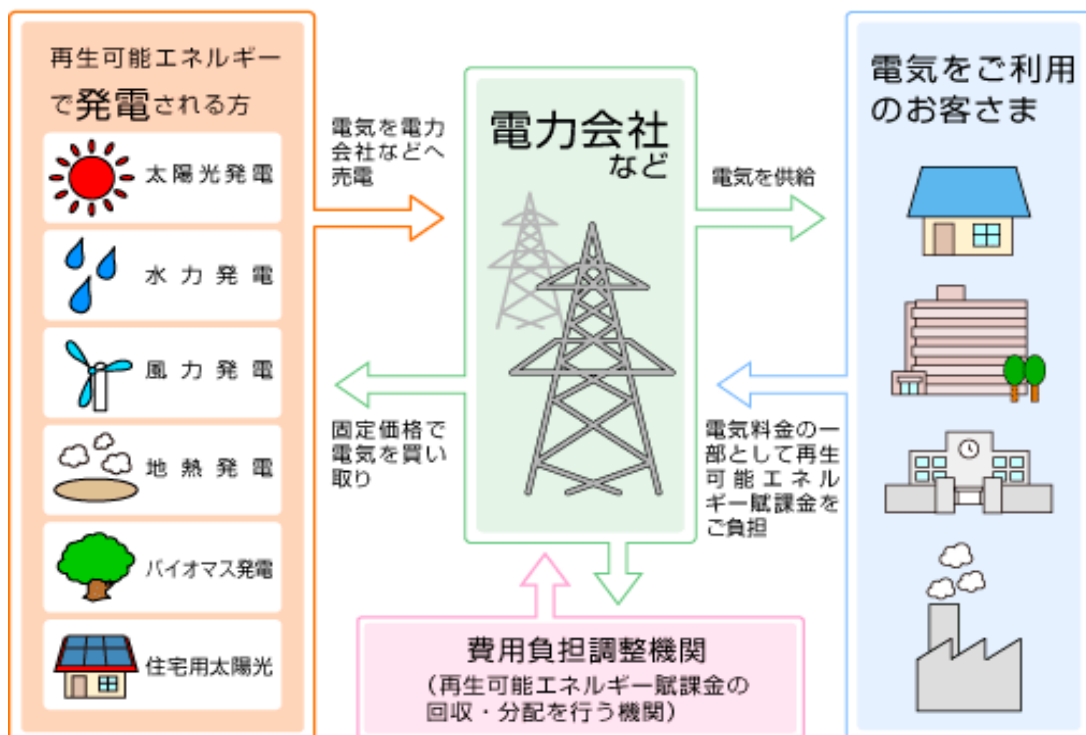 再生可能エネルギー
で発電される方
太陽光発電
水力発電
風力発電
地熱発電
バイオマス発電
住宅用太陽光
電気を電力
会社などへ
売電
固定価格で
電気を買い
取り
電力会社
など
電気を供給
電気料金の一
部として再生
可能エネル
ギー賦課金を
ご負担
費用負担調整機関
（再生可能エネルギー賦課金の
回収・分配を行う機関）
電気をご利用
のお客さま